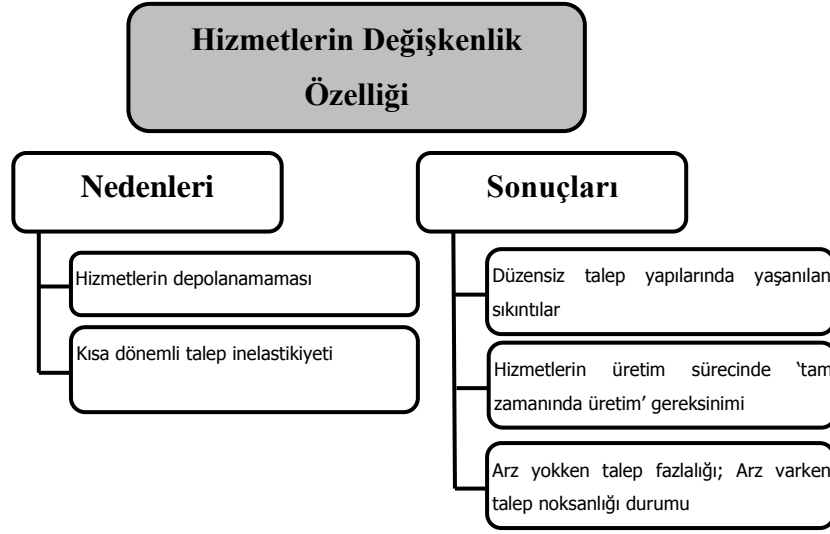 Hizmetlerin Değişkenlik
Özelliği
Nedenleri
Hizmetlerin depolanamaması
Kısa dönemli talep inelastikiyeti
Sonuçları
Düzensiz talep yapılarında yaşanılan
sıkıntılar
Hizmetlerin üretim sürecinde ‘tam
zamanında üretim’ gereksinimi
Arz yokken talep fazlalığı; Arz varken
talep noksanlığı durumu